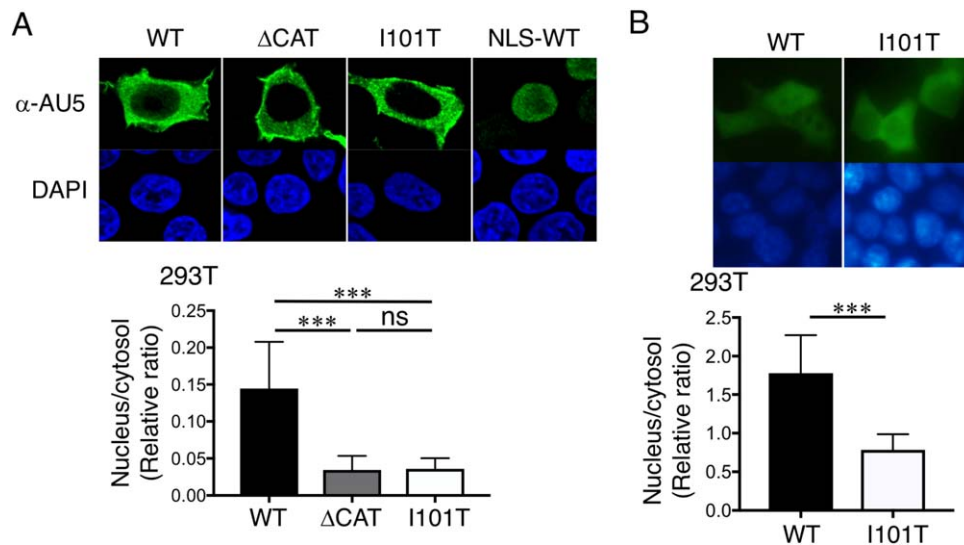 A
WT ΔCAT I101T NLS-WT
α-AU5
DAPI
293T
***
*** ns
Nucleus/cytosol
(Relative ratio)
0.25
0.20
0.15
0.10
0.05
0.00
WT ΔCAT I101T
B
WT I101T
293T
***
Nucleus/cytosol
(Relative ratio)
2.5
2.0
1.5
1.0
0.5
0.0
WT I101T